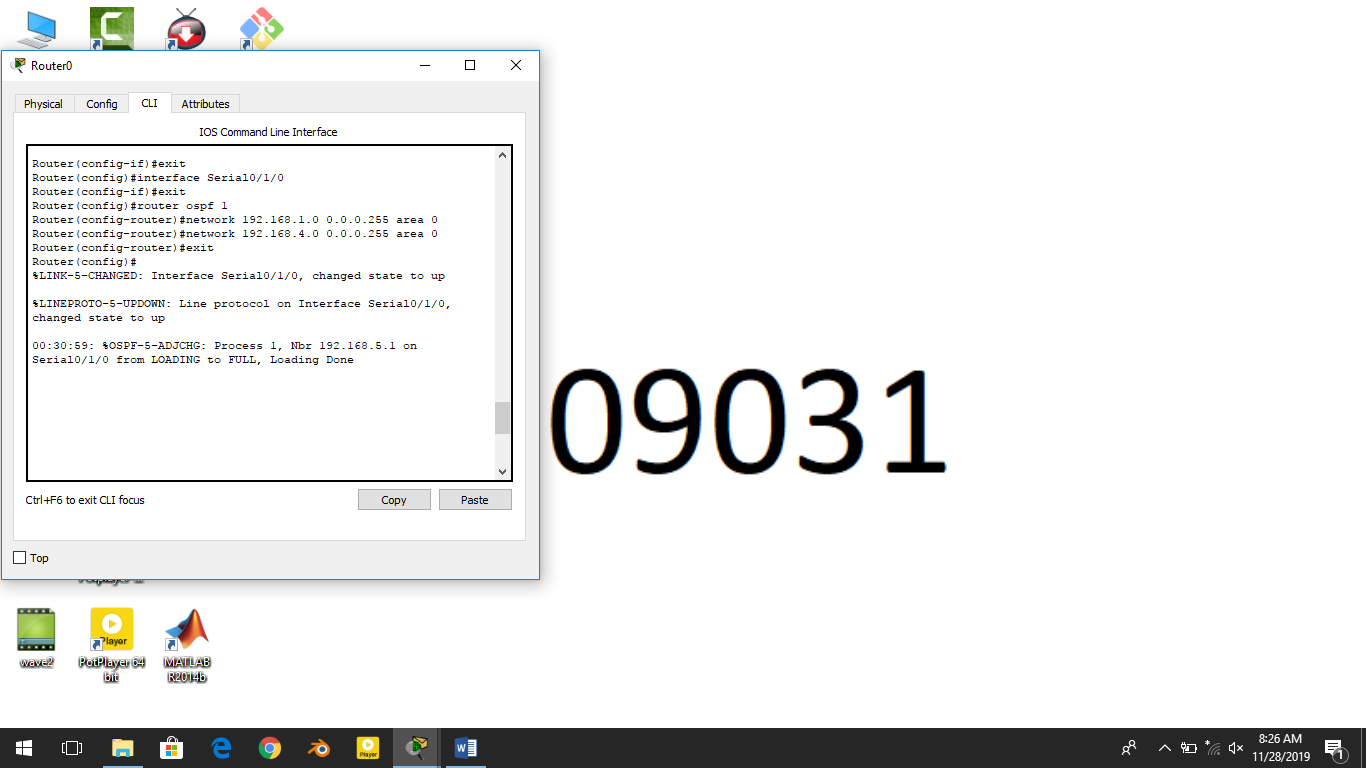 Router0
Physical
Config
CLI
Attributes
IOS Command Line Interface
Router(config-if)#exit
Router(config)#interface Serial0/1/0
Router(config-if)#exit
Router(config)#router ospf 1
Router(config-router)#network 192.168.1.0 0.0.0.255 area 0
Router(config-router)#network 192.168.4.0 0.0.0.255 area 0
Router(config-router)#exit
Router(config)#
%LINK-5-CHANGED: Interface Serial0/1/0, changed state to up
%LINEPROTO-5-UPDOWN: Line protocol on Interface Serial0/1/0,
changed state to up
00:30:59: %OSPF-5-ADJCHG: Process 1, Nbr 192.168.5.1 on
Serial0/1/0 from LOADING to FULL, Loading Done
Ctrl+F6 to exit CLI focus
Copy
Paste
Top
09031
wave2
Player
PotPlayer 64
bit
MATLAB
R2014b
Player
8:26 AM
11/28/2019
1